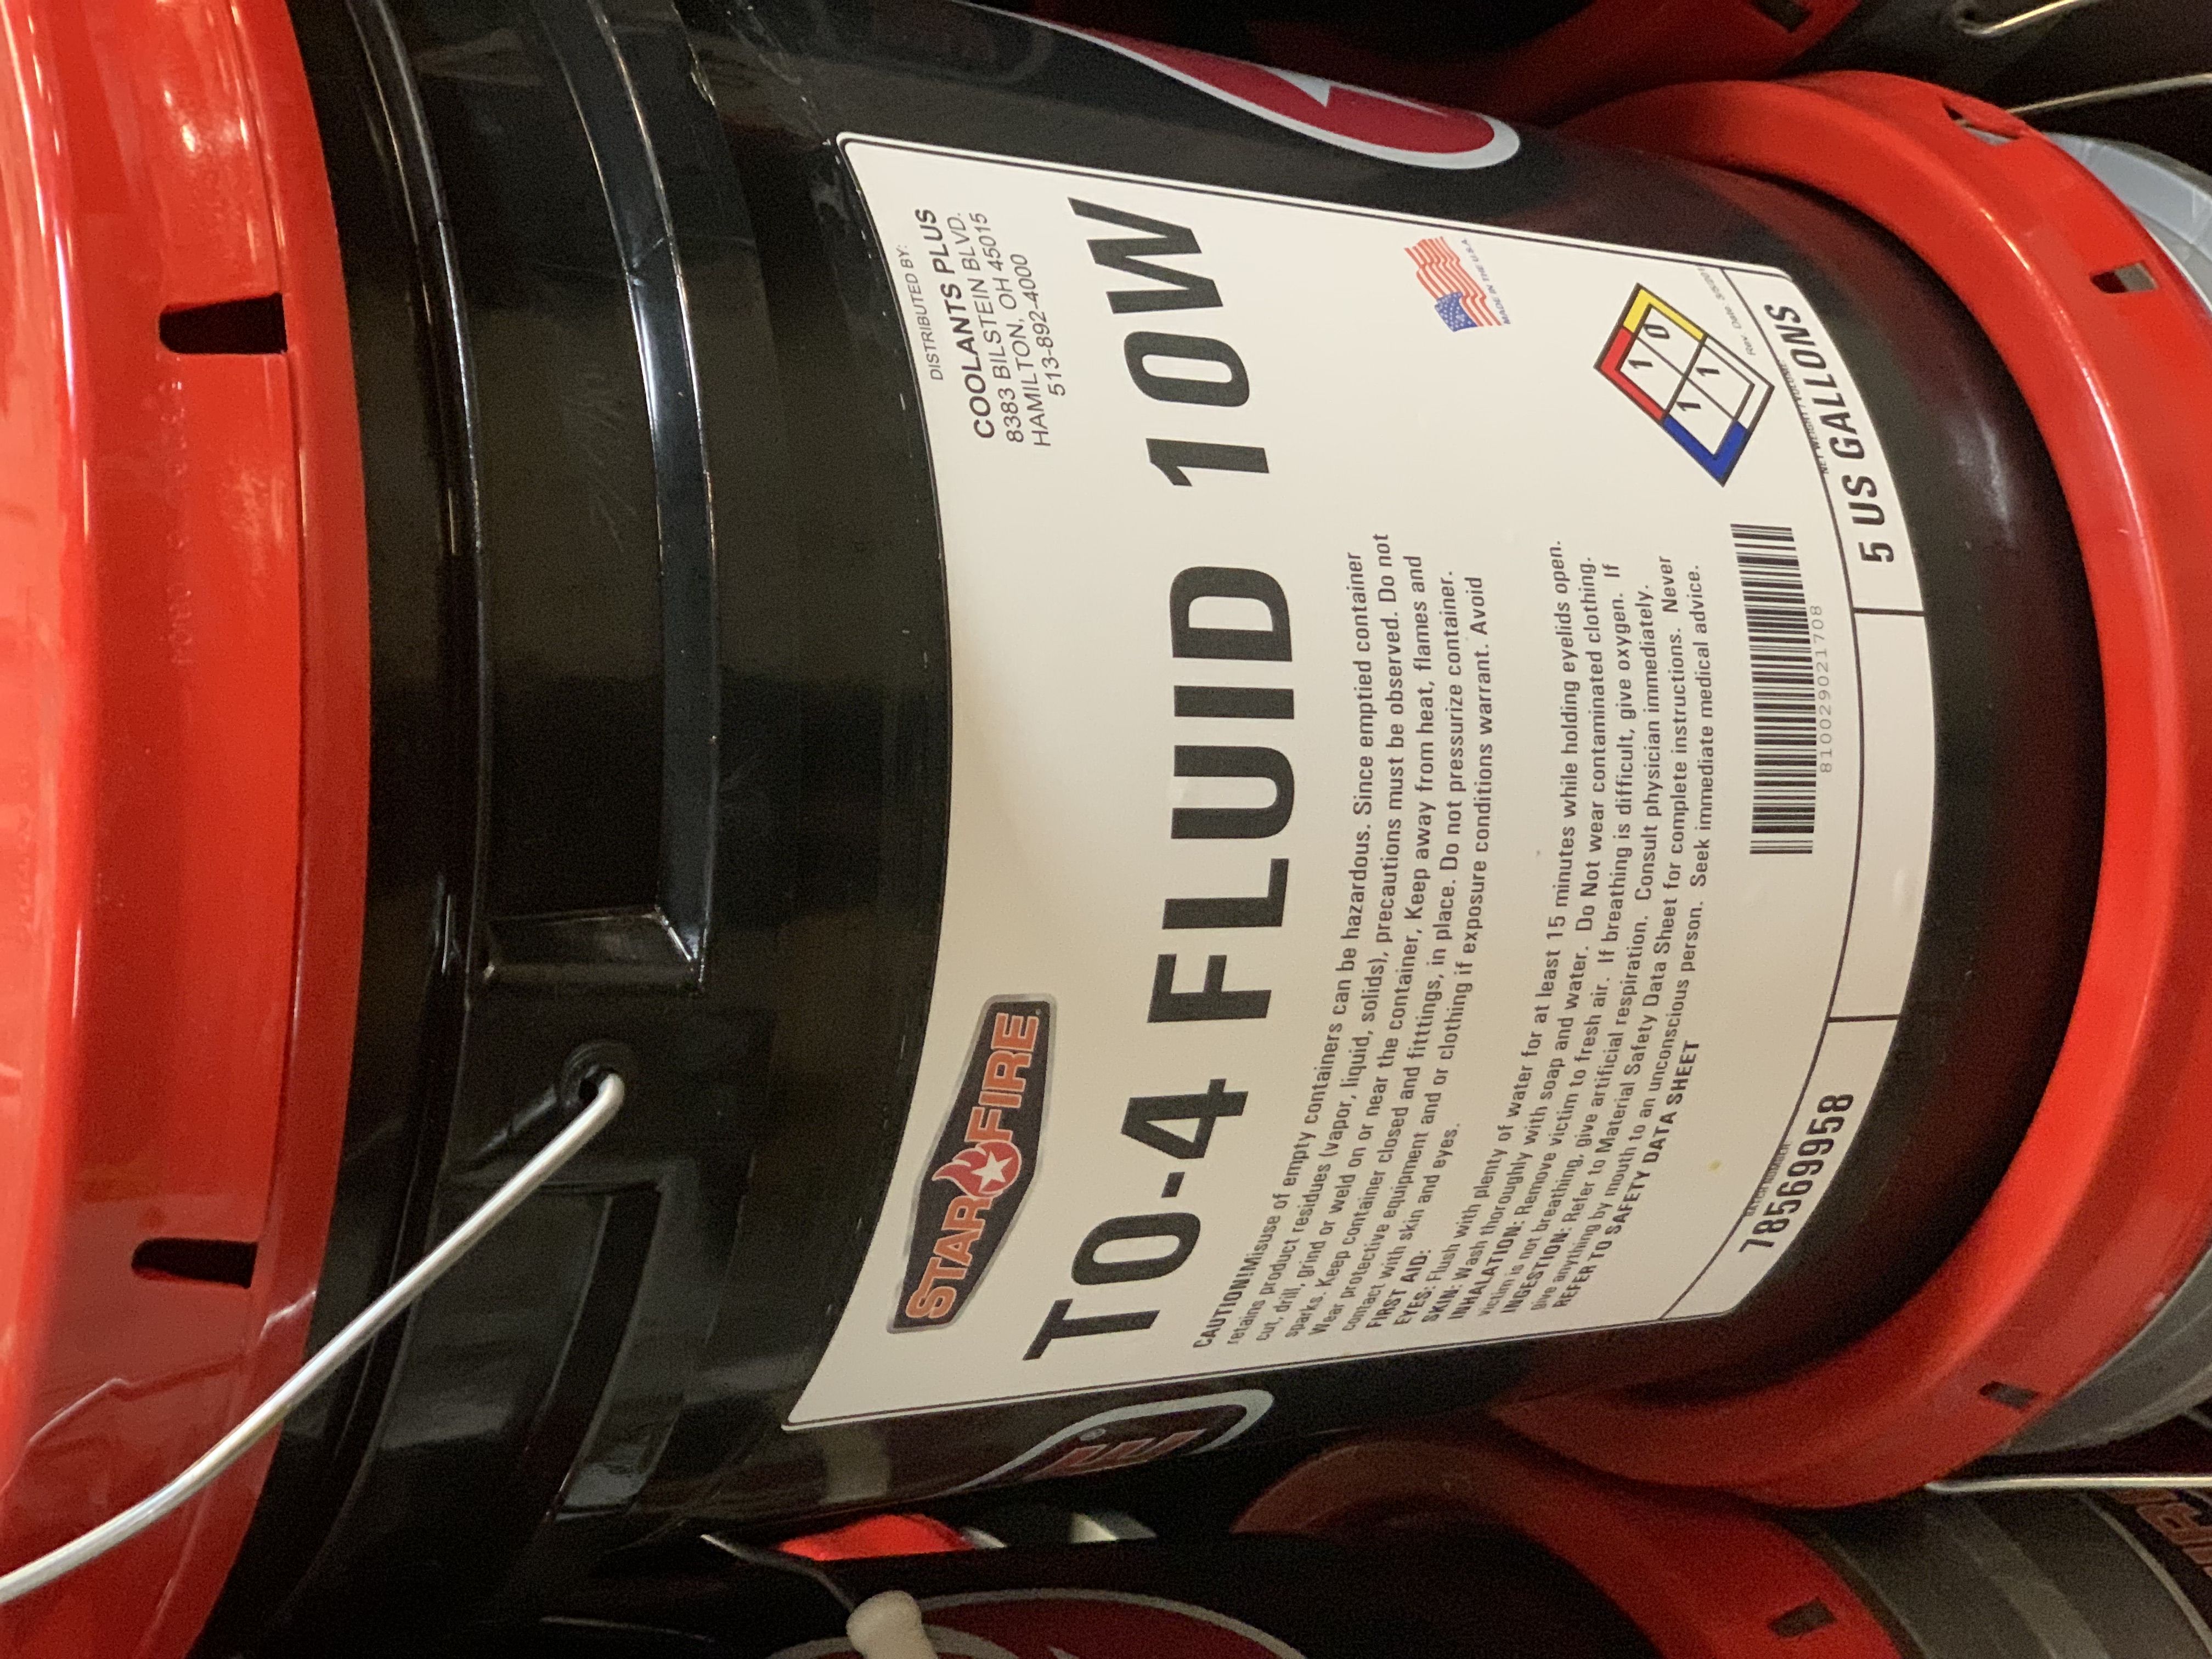 STARFIRE
DISTRIBUTED BY:
COOLANTS PLUS
8383 BILSTEIN BLVD.
HAMILTON, OH 45015
513-892-4000
TO-4 FLUID 10W
CAUTION!Misuse of empty containers can be hazardous. Since emptied container
retains product residues (vapor, liquid, solids), precautions must be observed. Do not
cut, drill, grind or weld on or near the container, Keep away from heat, flames and
sparks. Keep container closed and fitttings, in place. Do not pressurize container.
Wear protective equipment and or clothing if exposure conditions warrant. Avoid
contact with skin and eyes.
FIRST AID:
EYES: Flush with plenty of water for at least 15 minutes while holding eyelids open.
SKIN: Wash thoroughly with soap and water. Do Not wear contaminated clothing.
INHALATION: Remove victim to fresh air. If breathing is difficult, give oxygen. If
victim is not breathing, give artificial respiration. Consult physician immediately.
INGESTION: Refer to Material Safety Data Sheet for complete instructions. Never
give anything by mouth to an unconscious person. Seek immediate medical advice.
REFER TO SAFETY DATA SHEET
MADE IN THE U.S.A
1
1 0
1
Rev. Date
810029021708
BATCH NUMBER
78569958
5 US GALLONS